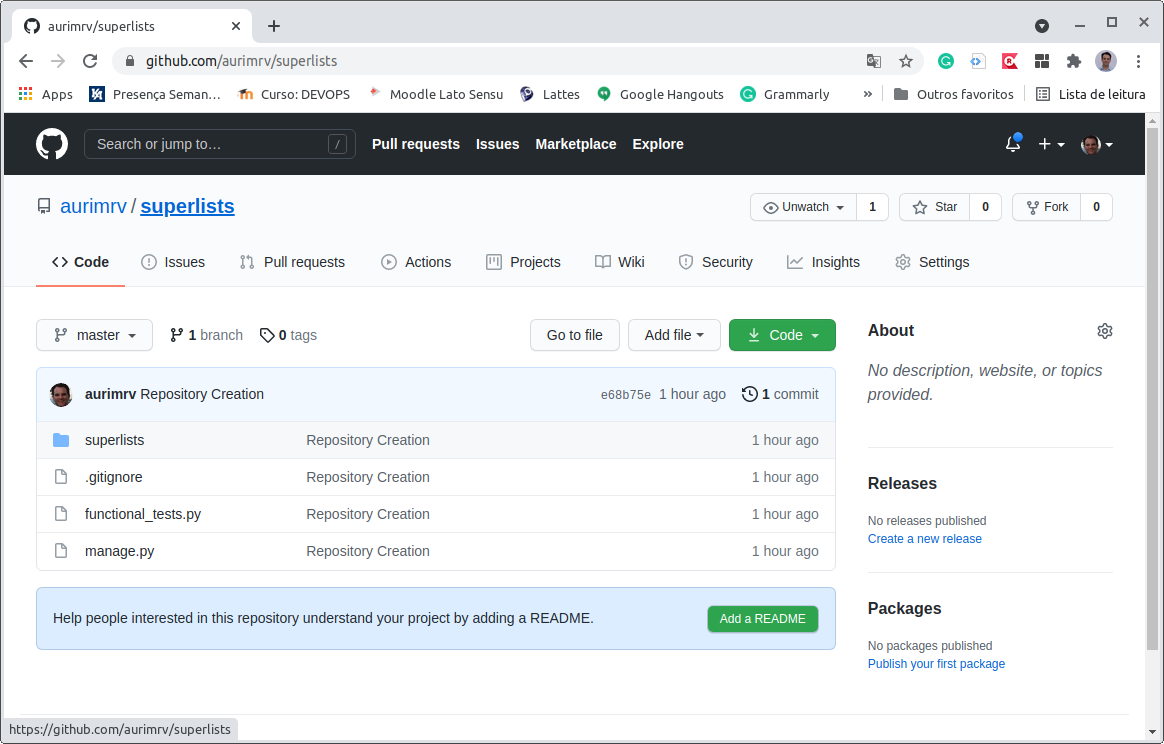 aurimrv/superlists
github.com/aurimrv/superlists
Apps Presença Seman... Curso: DEVOPS Moodle Lato Sensu Lattes Google Hangouts Grammarly » Outros favoritos Lista de leitura
Search or jump to... / Pull requests Issues Marketplace Explore
aurimrv / superlists Unwatch 1 Star 0 Fork 0
Code Issues Pull requests Actions Projects Wiki Security Insights Settings
master 1 branch 0 tags Go to file Add file Code
aurimrv Repository Creation e68b75e 1 hour ago 1 commit
superlists Repository Creation 1 hour ago
.gitignore Repository Creation 1 hour ago
functional_tests.py Repository Creation 1 hour ago
manage.py Repository Creation 1 hour ago
Help people interested in this repository understand your project by adding a README. Add a README
About
No description, website, or topics
provided.
Releases
No releases published
Create a new release
Packages
No packages published
Publish your first package
https://github.com/aurimrv/superlists